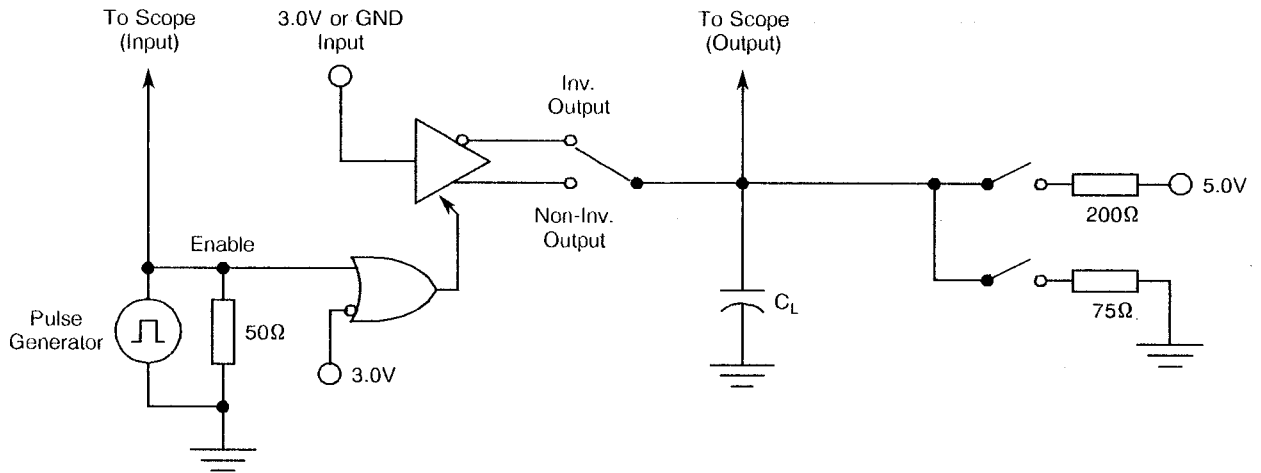 To Scope
(Input)
3.0V or GND
Input
To Scope
(Output)
Inv.
Output
Non-Inv.
Output
5.0V
200Ω
Enable
Pulse
Generator
50Ω
3.0V
C_L
75Ω